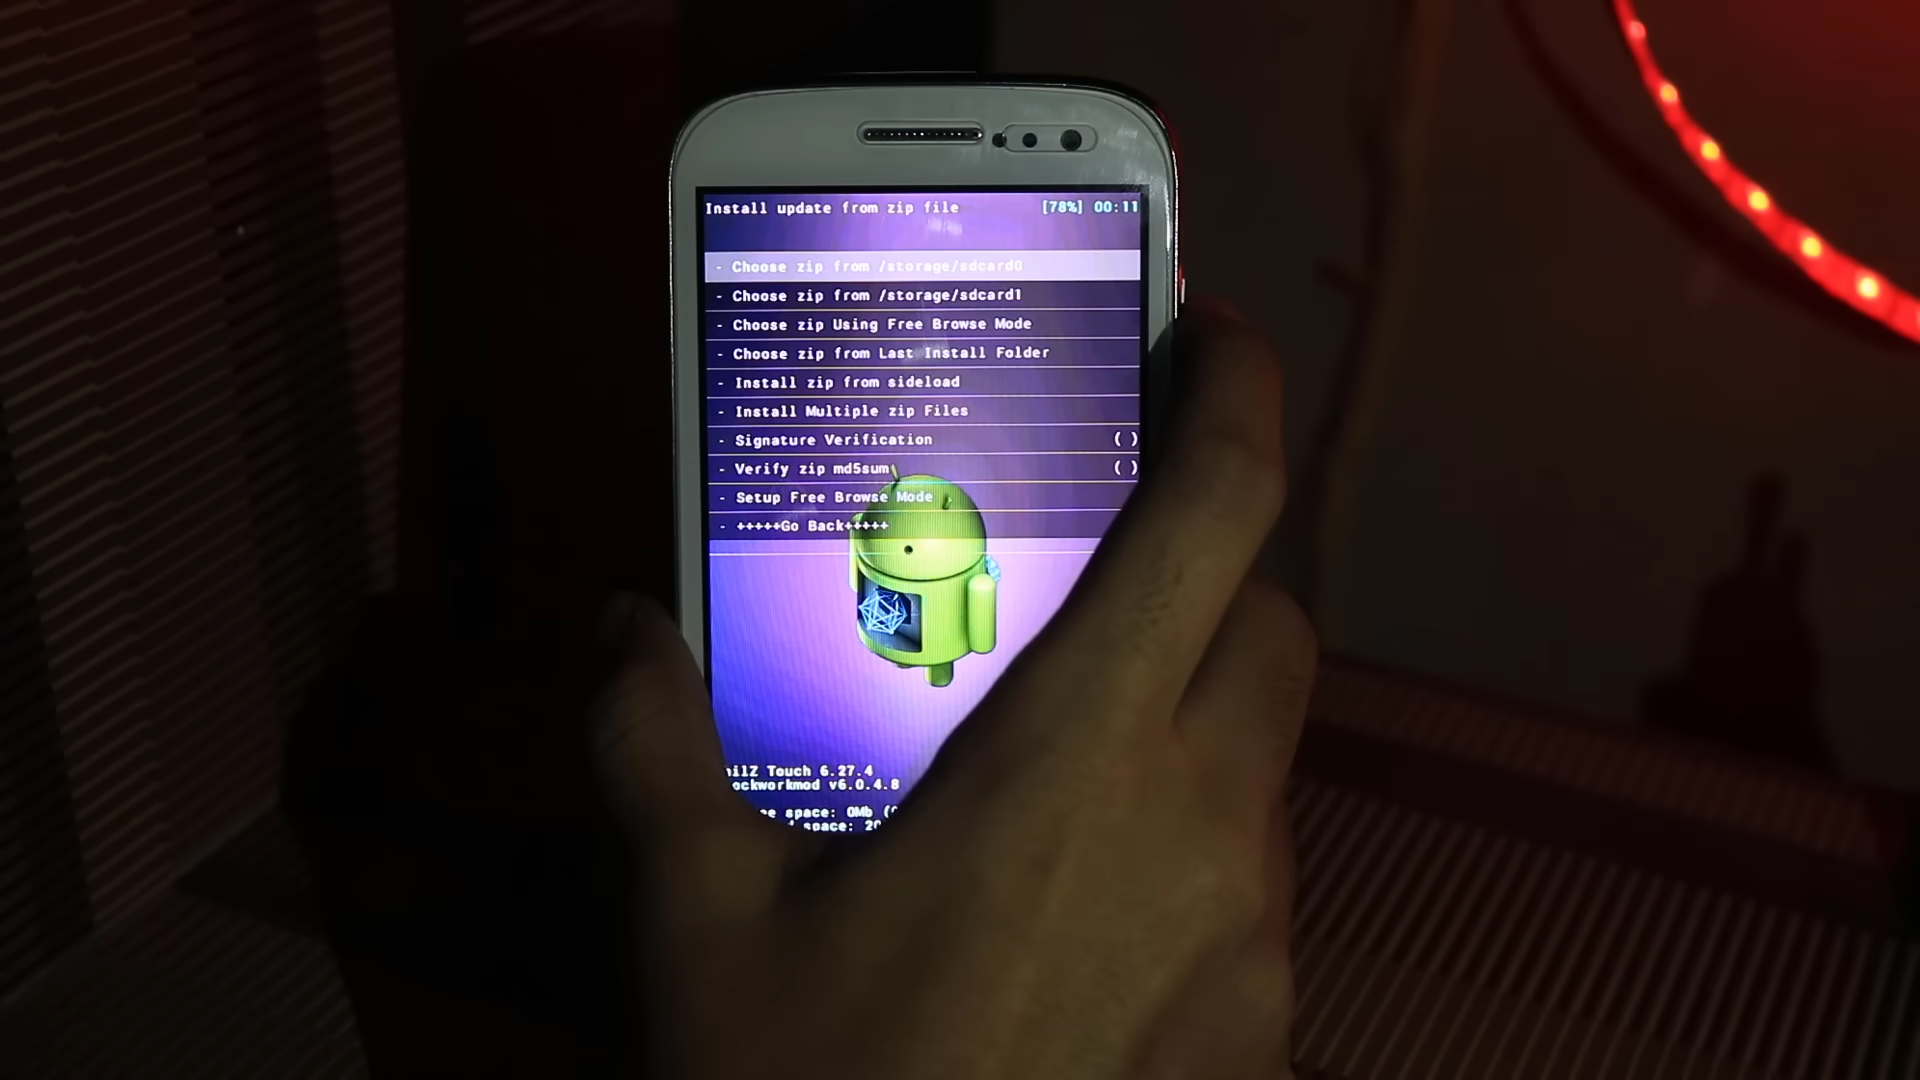 Install update from zip file [78%] 00:11
- Choose zip from /storage/sdcard0
- Choose zip from /storage/sdcard1
- Choose zip Using Free Browse Mode
- Choose zip from Last Install Folder
- Install zip from sideload
- Install Multiple zip Files
- Signature Verification ( )
- Verify zip md5sum ( )
- Setup Free Browse Mode
- +++++Go Back+++++
ilZ Touch 6.27.4
ockworkmod v6.0.4.8
space: 0Mb (
space: 20